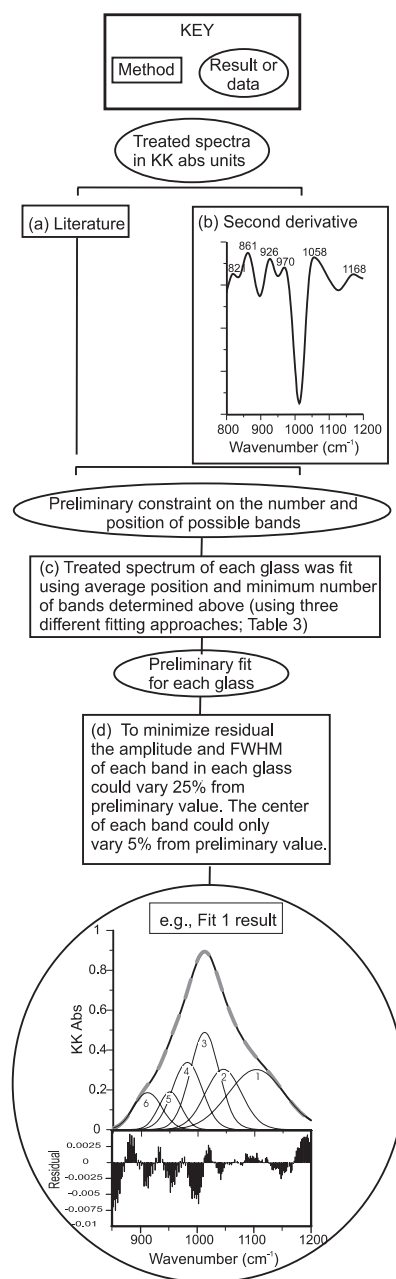 KEY
Method
Result or
data
Treated spectra
in KK abs units
(a) Literature
(b) Second derivative
821
861
926
970
1058
1168
800 900 1000 1100 1200
Wavenumber (cm⁻¹)
Preliminary constraint on the number and
position of possible bands
(c) Treated spectrum of each glass was fit
using average position and minimum number
of bands determined above (using three
different fitting approaches; Table 3)
Preliminary fit
for each glass
(d) To minimize residual
the amplitude and FWHM
of each band in each glass
could vary 25% from
preliminary value. The center
of each band could only
vary 5% from preliminary value.
e.g., Fit 1 result
1
0.8
0.6
0.4
0.2
0
KK Abs
6
5
4
3
2
1
0.0025
0
-0.0025
-0.005
-0.0075
-0.01
Residual
900 1000 1100 1200
Wavenumber (cm⁻¹)